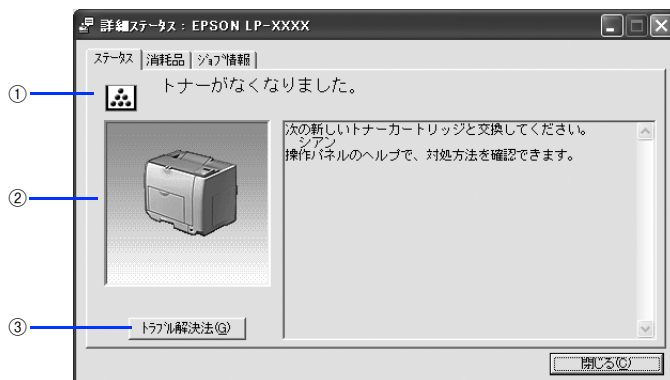 詳細ステータス：EPSON LP-XXXX
ステータス 消耗品 ジョブ情報
① トナーがなくなりました。
② 次の新しいトナーカートリッジと交換してください。
シアン
操作パネルのヘルプで、対処方法を確認できます。
③ トラブル解決法(G)
閉じる(C)